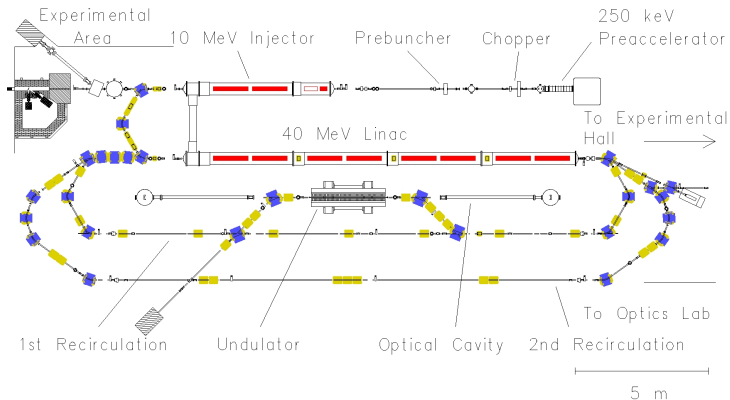 Experimental
Area
10 MeV Injector
Prebuncher
Chopper
250 keV
Preaccelerator
To Experimental
Hall
40 MeV Linac
To Optics Lab
1st Recirculation
Undulator
Optical Cavity
2nd Recirculation
5 m